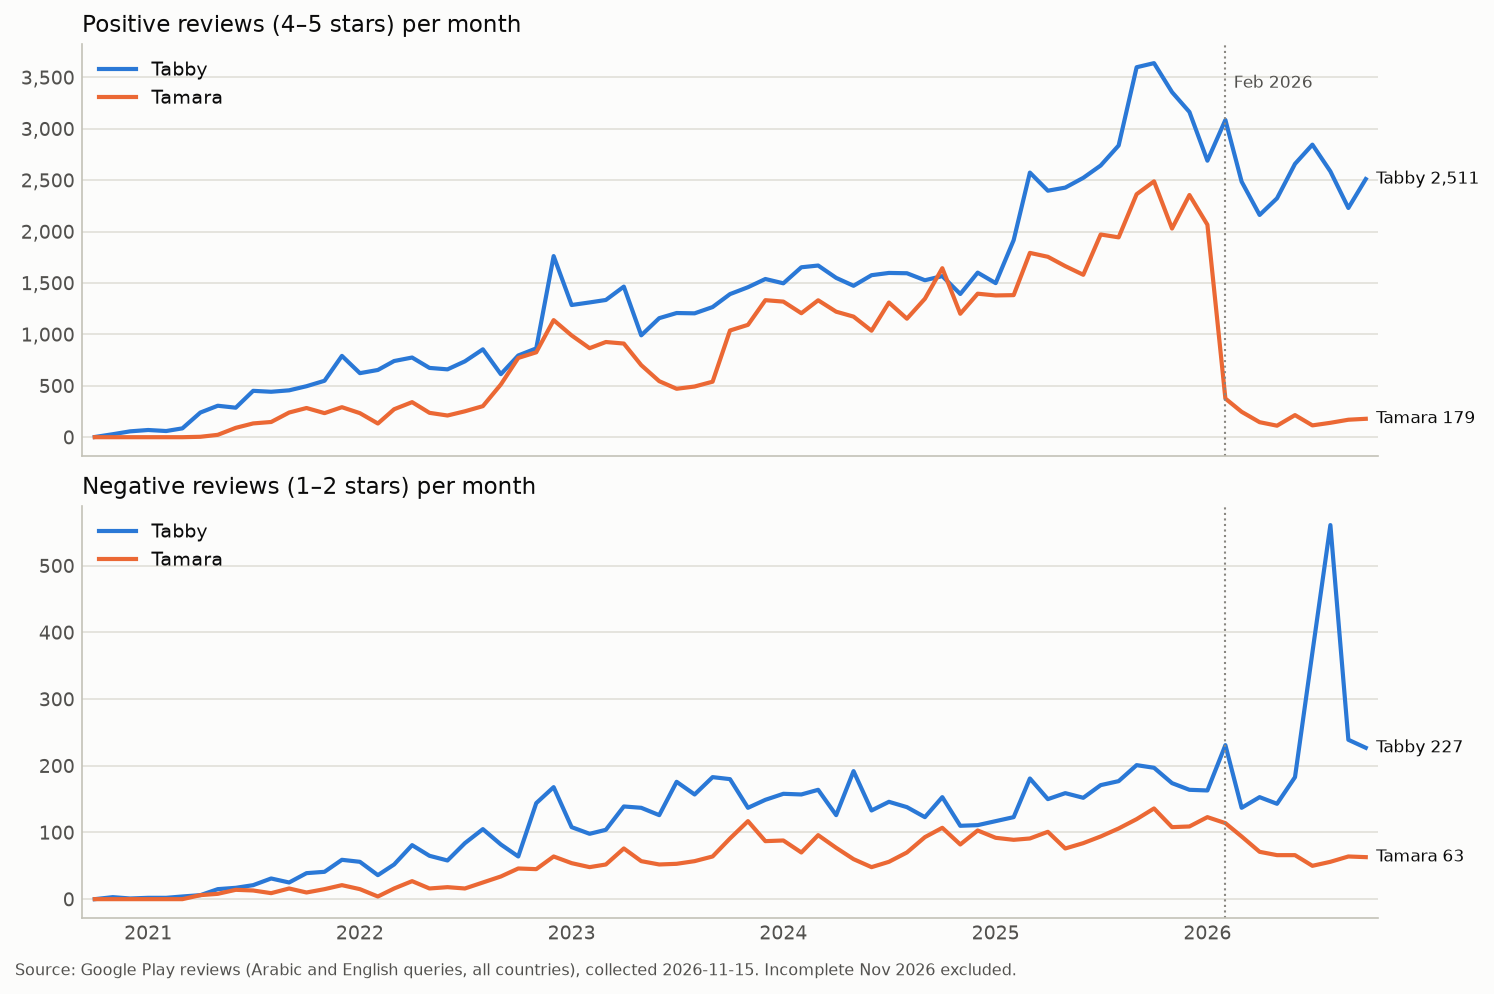 Positive reviews (4–5 stars) per month
Tabby
Tamara
3,500
3,000
2,500
2,000
1,500
1,000
500
0
Feb 2026
Tabby 2,511
Tamara 179
Negative reviews (1–2 stars) per month
Tabby
Tamara
500
400
300
200
100
0
Tabby 227
Tamara 63
2021 2022 2023 2024 2025 2026
Source: Google Play reviews (Arabic and English queries, all countries), collected 2026-11-15. Incomplete Nov 2026 excluded.